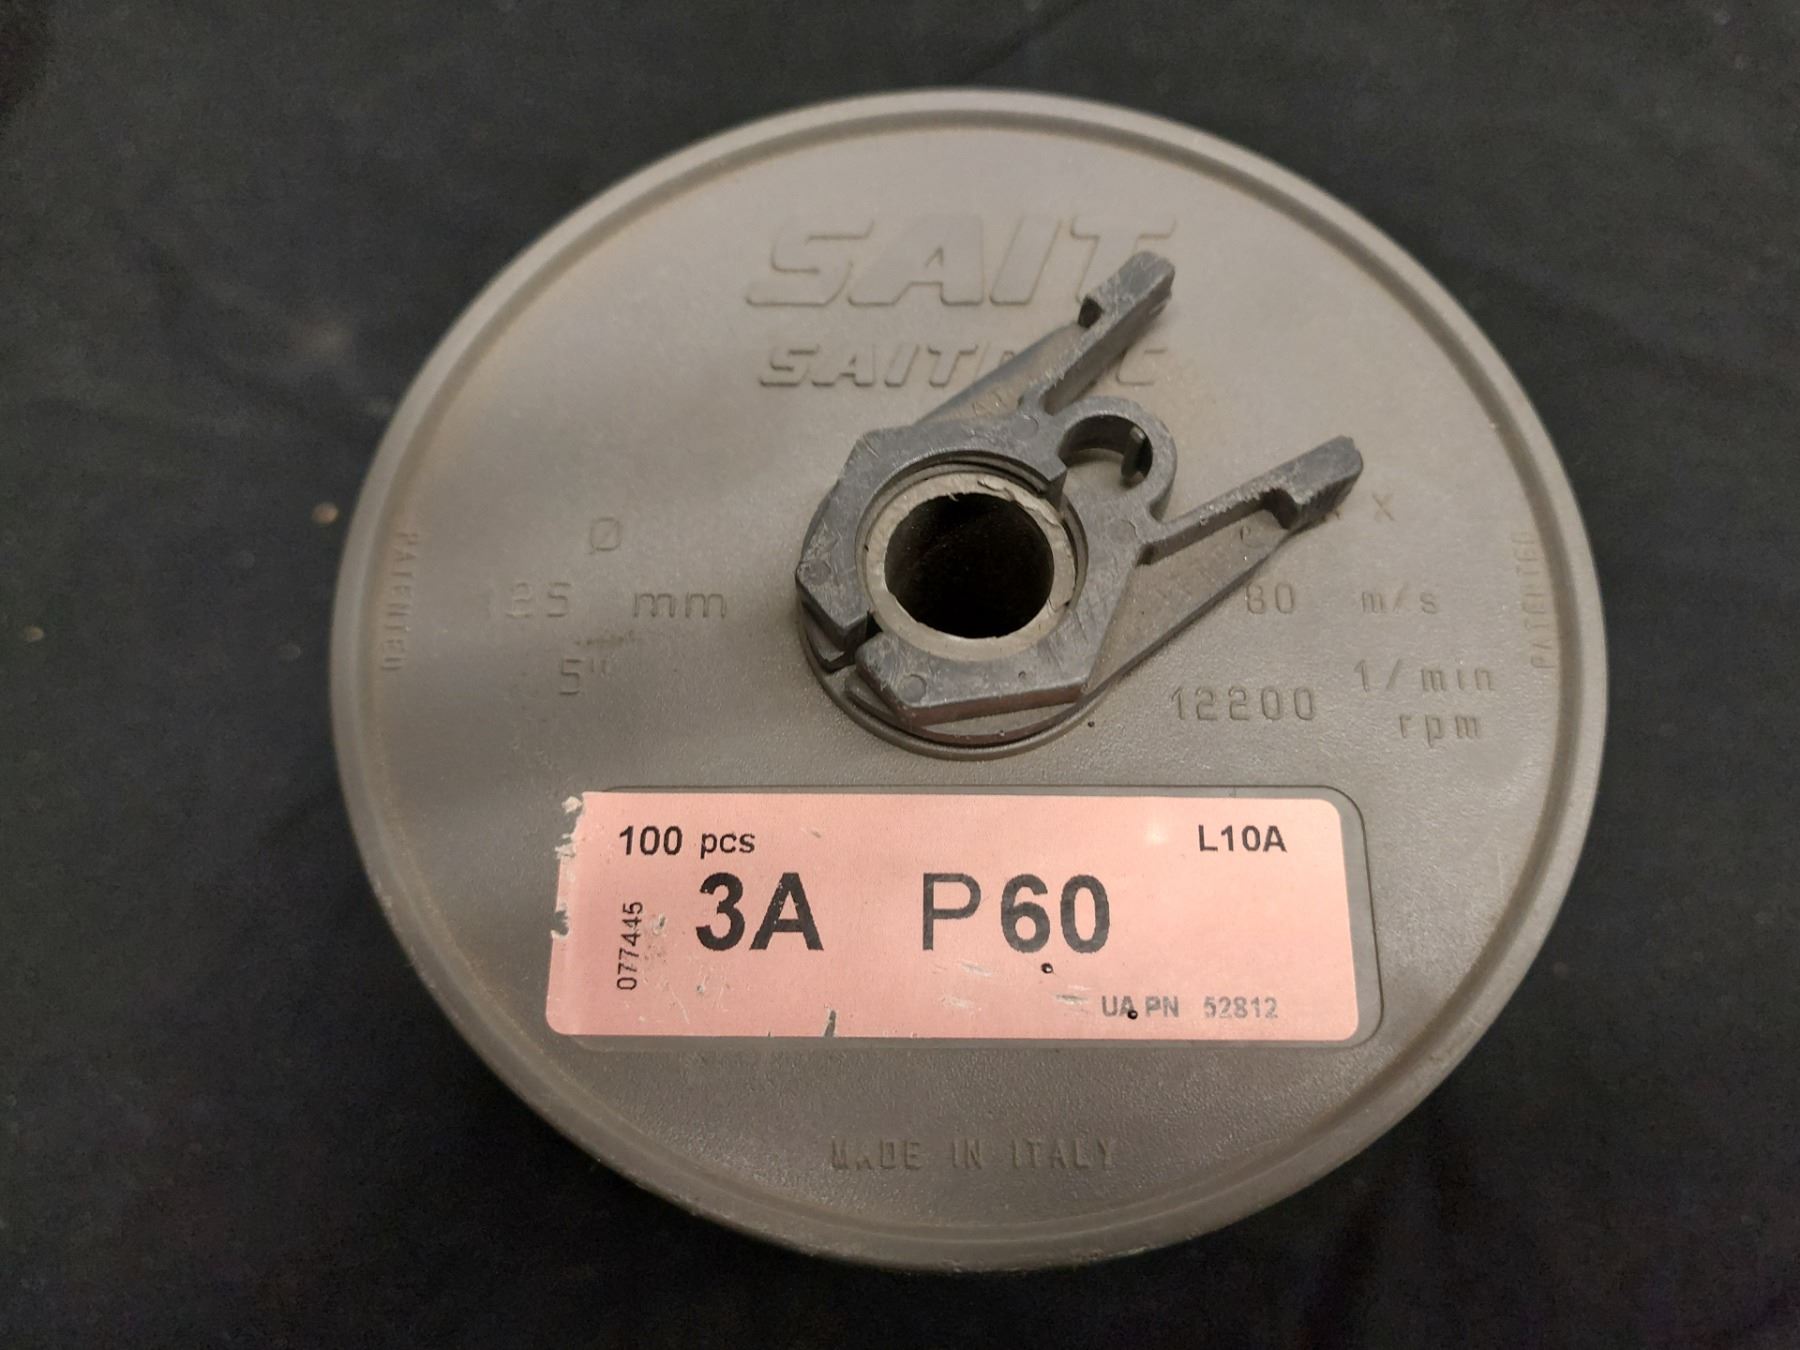 SAIT
Ø
125 mm
5"
80 m/s
12200 1/min
rpm
PATENTED
PATENTED
100 pcs L10A
3A P60
077445
UA PN 52812
MADE IN ITALY